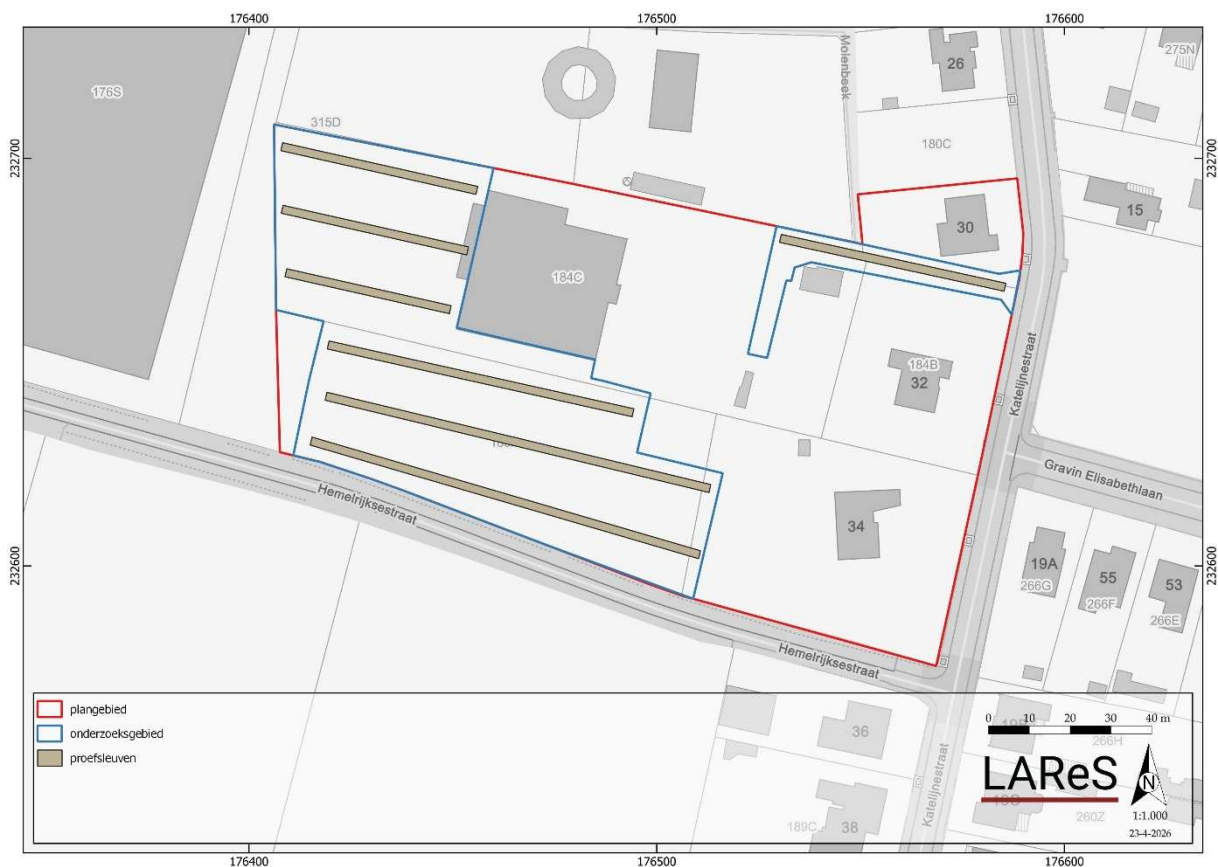 176400
176500
176600
232700
232700
232600
232600
176S
315D
Molenbeek
26
275N
180C
15
30
184C
184B
32
Katelijnestraat
Gravin Elisabethlaan
Hemelrijksestraat
34
19A
266G
55
266F
53
266E
Hemelrijksestraat
plangebied
onderzoeksgebied
proefsleuven
36
189C
38
Katelijnestraat
19B
266H
260Z
0 10 20 30 40 m
LAReS
N
1:1.000
23-4-2026
176400
176500
176600